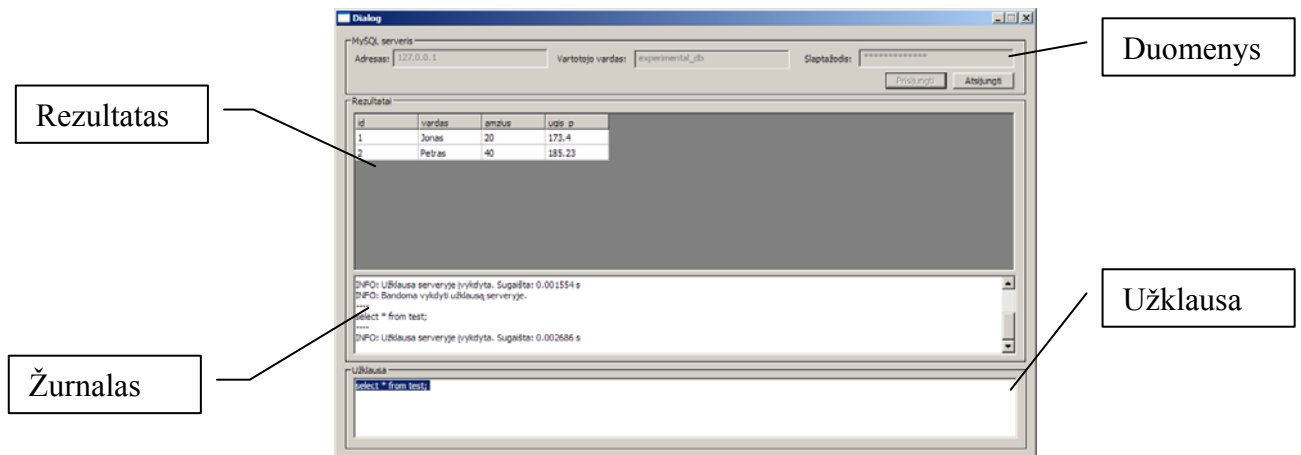 Dialog
MySQL serveris
Adresas: 127.0.0.1 Vartotojo vardas: experimental_db Slaptažodis: *************
Prisijungti Atsijungti
Duomenys
Rezultatas
Rezultatai
id vardas amzius ugis_p
1 Jonas 20 173.4
2 Petras 40 185.23
INFO: Užklausa serveryje įvykdyta. Sugaišta: 0.001554 s
INFO: Bandoma vykdyti užklausą serveryje.
----
select * from test;
----
INFO: Užklausa serveryje įvykdyta. Sugaišta: 0.002686 s
Užklausa
Žurnalas
Užklausa
select * from test;